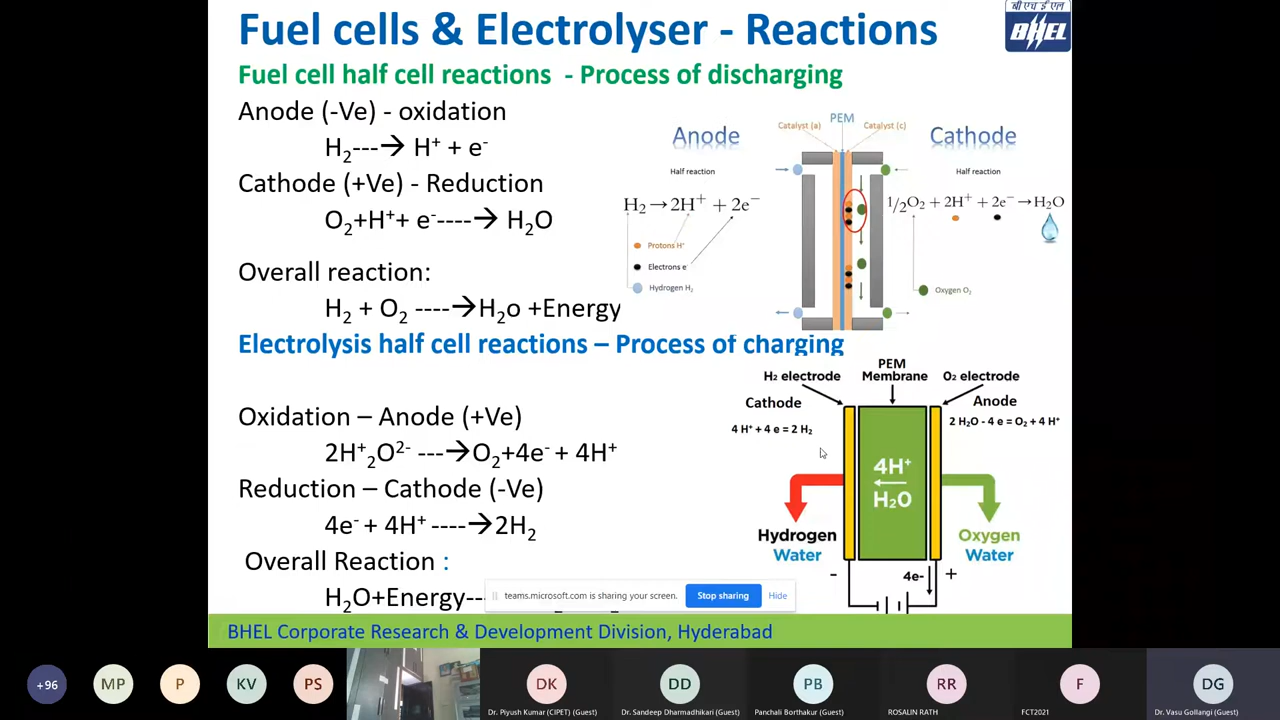 Fuel cells & Electrolyser - Reactions
बी एच ई एल
BHEL
Fuel cell half cell reactions - Process of discharging
Anode (-Ve) - oxidation
H₂---→ H⁺ + e⁻
Cathode (+Ve) - Reduction
O₂+H⁺+ e⁻----→ H₂O
Overall reaction:
H₂ + O₂ ----→H₂o +Energy
PEM
Catalyst (a)
Catalyst (c)
Anode
Cathode
Half reaction
Half reaction
H₂→2H⁺ + 2e⁻
1/2O₂ + 2H⁺ + 2e⁻ →H₂O
Protons H⁺
Electrons e⁻
Hydrogen H₂
Oxygen O₂
Electrolysis half cell reactions – Process of charging
Oxidation – Anode (+Ve)
2H⁺₂O²⁻ ---→O₂+4e⁻ + 4H⁺
Reduction – Cathode (-Ve)
4e⁻ + 4H⁺ ----→2H₂
Overall Reaction :
H₂O+Energy--
PEM
H₂ electrode
Membrane
O₂ electrode
Cathode
Anode
4 H⁺ + 4 e = 2 H₂
2 H₂O - 4 e = O₂ + 4 H⁺
4H⁺
←
H₂O
Hydrogen
Water
Oxygen
Water
-
4e-
+
teams.microsoft.com is sharing your screen.
Stop sharing
Hide
BHEL Corporate Research & Development Division, Hyderabad
+96
MP
P
KV
PS
DK
DD
PB
RR
F
DG
Dr. Piyush Kumar (CIPET) (Guest)
Dr. Sandeep Dharmadhikari (Guest)
Panchali Borthakur (Guest)
ROSALIN RATH
FCT2021
Dr. Vasu Gollangi (Guest)